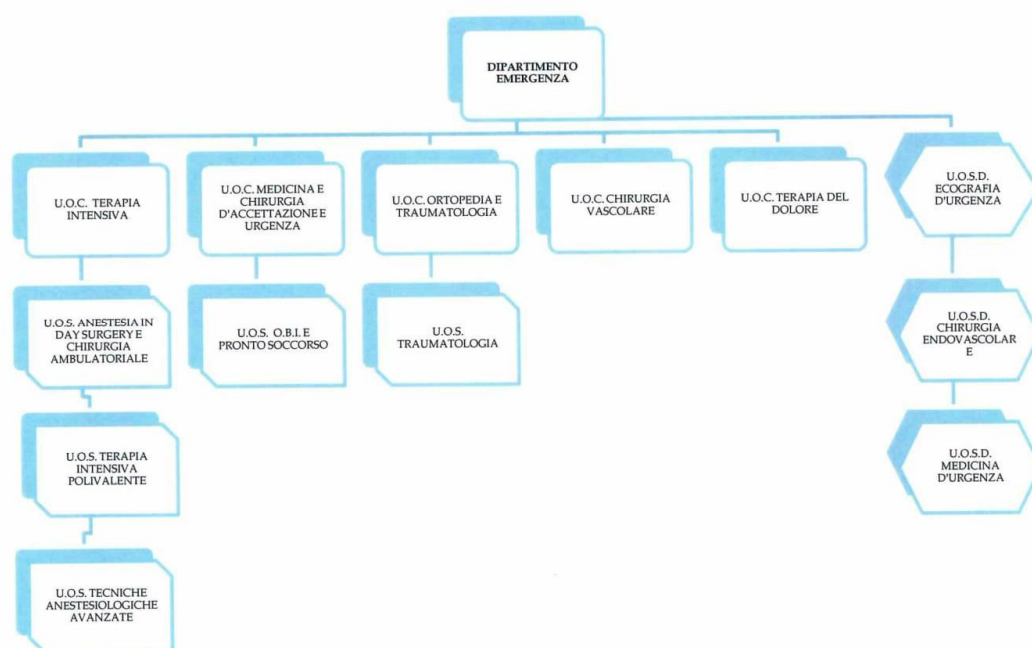 DIPARTIMENTO
EMERGENZA
U.O.C. TERAPIA
INTENSIVA
U.O.C. MEDICINA E
CHIRURGIA
D'ACCETTAZIONE E
URGENZA
U.O.C. ORTOPEDIA E
TRAUMATOLOGIA
U.O.C. CHIRURGIA
VASCOLARE
U.O.C. TERAPIA DEL
DOLORE
U.O.S.D.
ECOGRAFIA
D'URGENZA
U.O.S. ANESTESIA IN
DAY SURGERY E
CHIRURGIA
AMBULATORIALE
U.O.S. O.B.I. E
PRONTO SOCCORSO
U.O.S.
TRAUMATOLOGIA
U.O.S.D.
CHIRURGIA
ENDOVASCOLAR
E
U.O.S. TERAPIA
INTENSIVA
POLIVALENTE
U.O.S.D.
MEDICINA
D'URGENZA
U.O.S. TECNICHE
ANESTESIOLOGICHE
AVANZATE